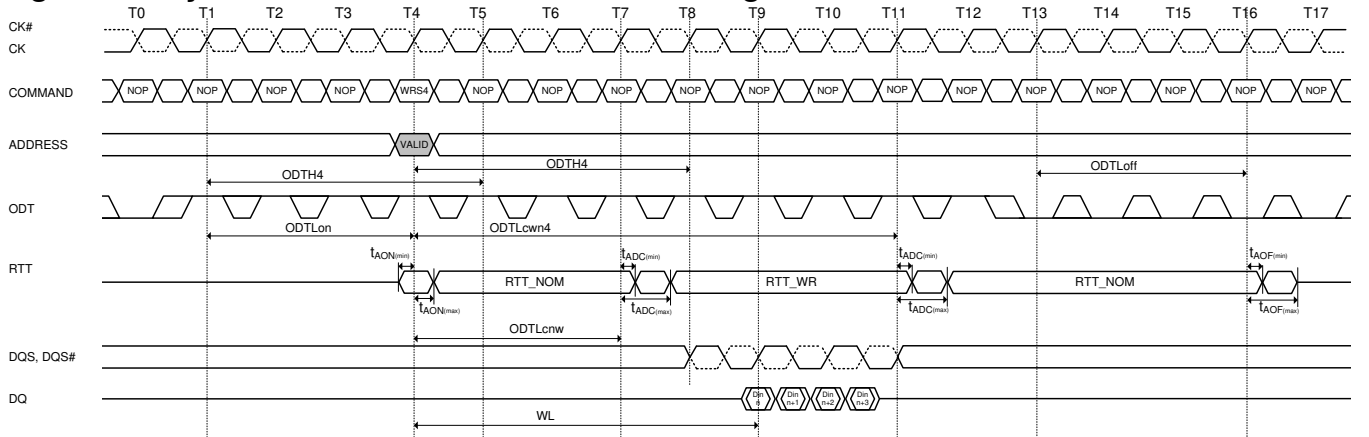 T0 T1 T2 T3 T4 T5 T6 T7 T8 T9 T10 T11 T12 T13 T14 T15 T16 T17
CK#
CK
COMMAND NOP NOP NOP NOP WRS4 NOP NOP NOP NOP NOP NOP NOP NOP NOP NOP NOP NOP NOP
ADDRESS VALID
ODTH4 ODTLoff
ODTH4
ODT
ODTLon ODTLcwn4
tAON(min) tADC(min) tADC(min) tAOF(min)
RTT RTT_NOM RTT_WR RTT_NOM
tAON(max) tADC(max) tADC(max) tAOF(max)
ODTLcnw
DQS, DQS#
DQ Din n Din n+1 Din n+2 Din n+3
WL